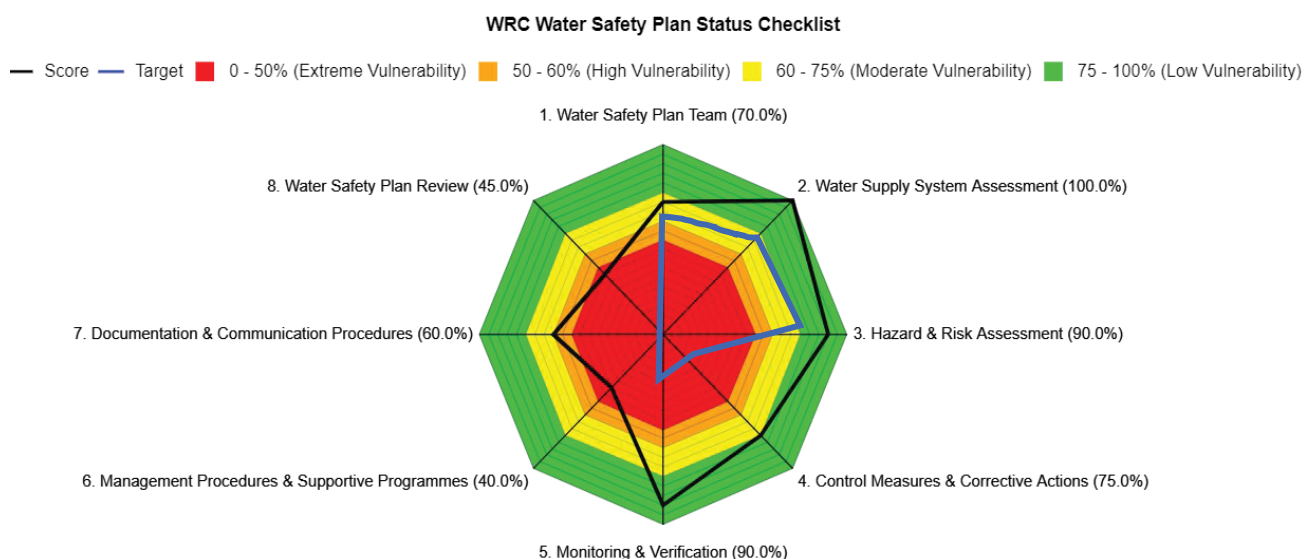 WRC Water Safety Plan Status Checklist
Score Target 0 - 50% (Extreme Vulnerability) 50 - 60% (High Vulnerability) 60 - 75% (Moderate Vulnerability) 75 - 100% (Low Vulnerability)
1. Water Safety Plan Team (70.0%)
8. Water Safety Plan Review (45.0%)
2. Water Supply System Assessment (100.0%)
7. Documentation & Communication Procedures (60.0%)
3. Hazard & Risk Assessment (90.0%)
6. Management Procedures & Supportive Programmes (40.0%)
4. Control Measures & Corrective Actions (75.0%)
5. Monitoring & Verification (90.0%)